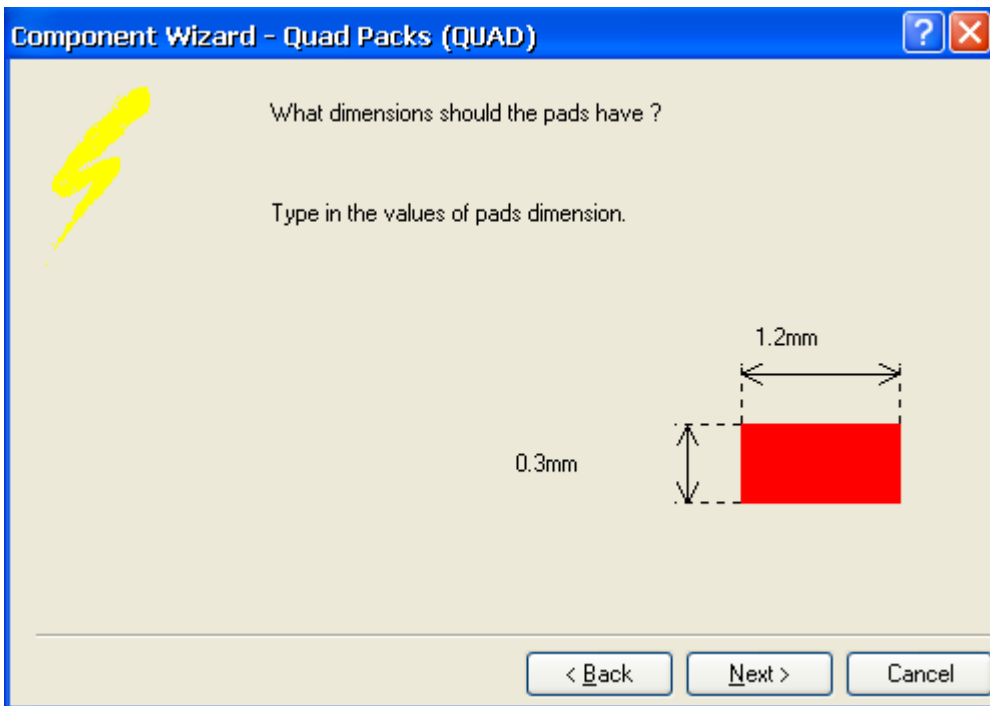 Component Wizard - Quad Packs (QUAD)
?
What dimensions should the pads have ?
Type in the values of pads dimension.
1.2mm
0.3mm
< Back
Next >
Cancel